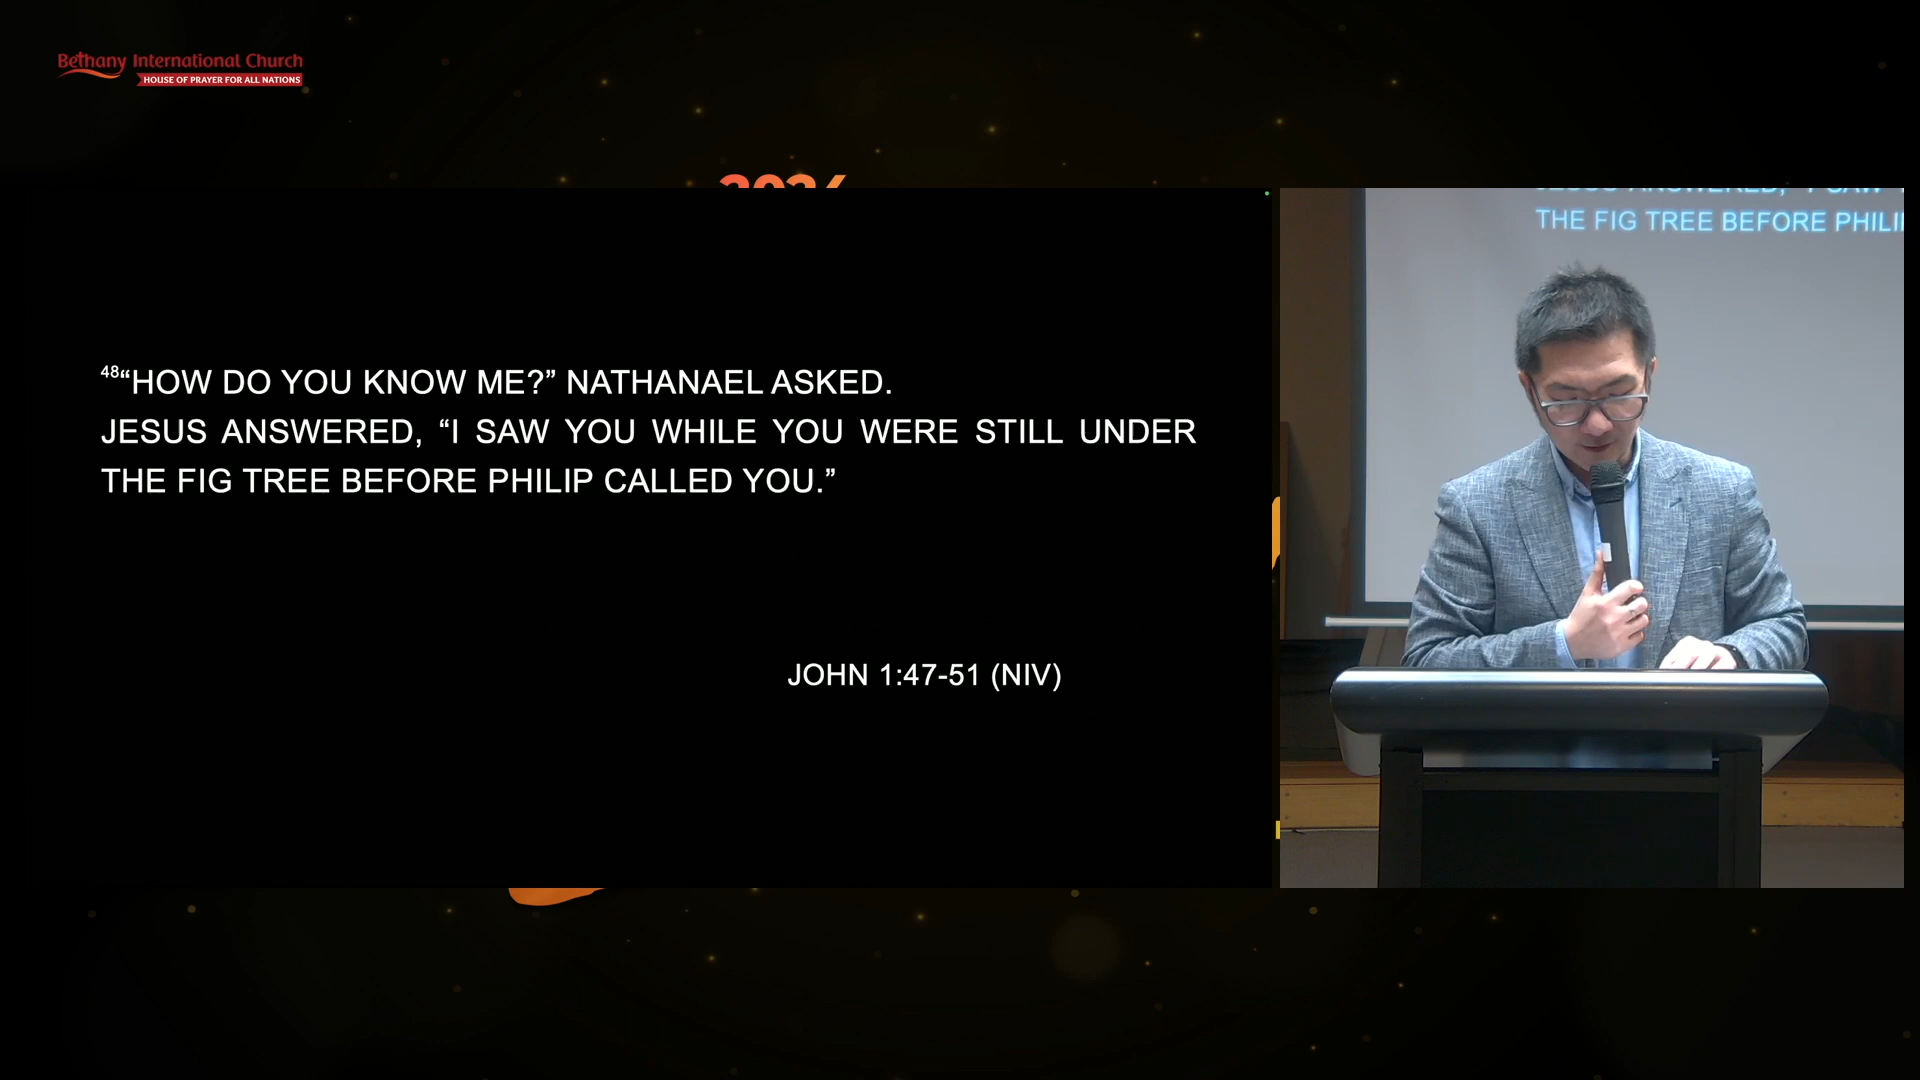 Bethany International Church
HOUSE OF PRAYER FOR ALL NATIONS
48“HOW DO YOU KNOW ME?” NATHANAEL ASKED.
JESUS ANSWERED, “I SAW YOU WHILE YOU WERE STILL UNDER
THE FIG TREE BEFORE PHILIP CALLED YOU.”
JOHN 1:47-51 (NIV)
THE FIG TREE BEFORE